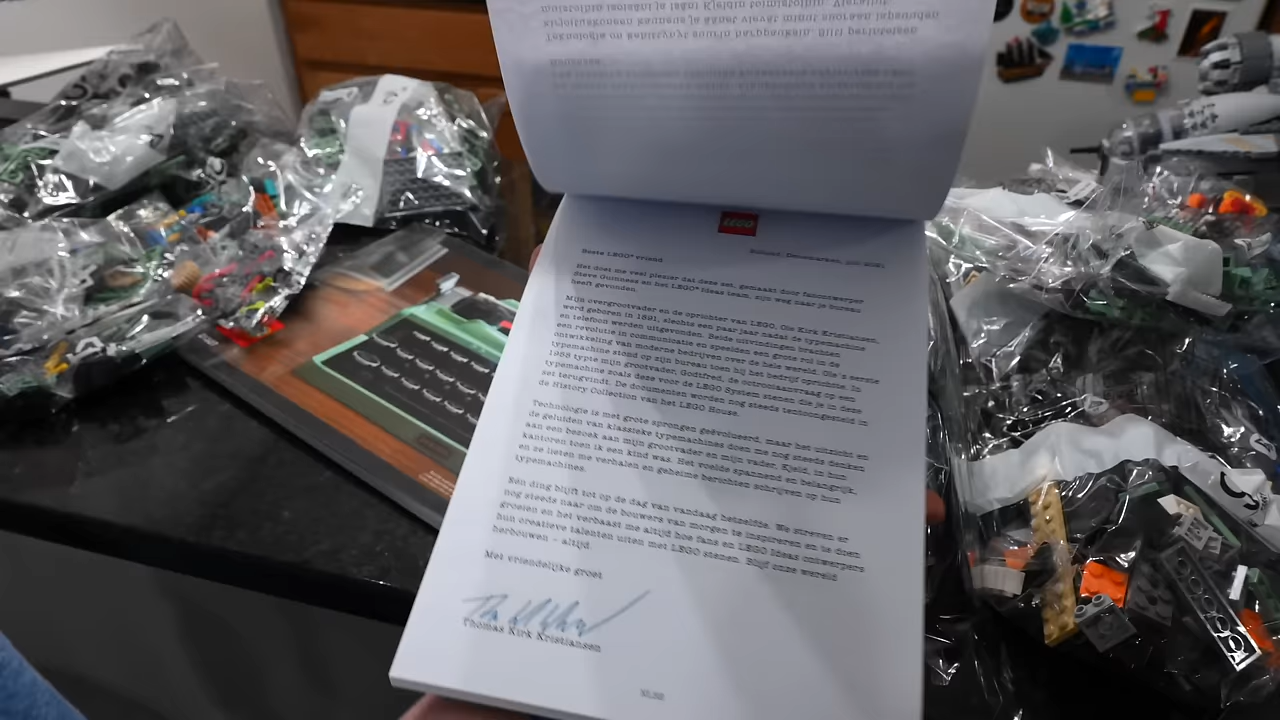 LEGO
Billund, Denemarken, juli 2021
Beste LEGO® vriend
Het doet me veel plezier dat deze set, gemaakt door fanontwerper
Steve Guinness en het LEGO® Ideas team, zijn weg naar je bureau
heeft gevonden.
Mijn overgrootvader en de oprichter van LEGO, Ole Kirk Kristiansen,
werd geboren in 1891, slechts een paar jaar nadat de typemachine
en telefoon werden uitgevonden. Beide uitvindingen brachten
een revolutie in communicatie en speelden een grote rol in de
ontwikkeling van moderne bedrijven over de hele wereld. Ole's eerste
typemachine stond op zijn bureau toen hij het bedrijf oprichtte. In
1958 typte mijn grootvader, Godtfred, de octrooiaanvraag op een
typemachine zoals deze voor de LEGO System stenen die je in deze
set terugvindt. De documenten worden nog steeds tentoongesteld in
de History Collection van het LEGO House.
Technologie is met grote sprongen geëvolueerd, maar het uitzicht en
de geluiden van klassieke typemachines doen me nog steeds denken
aan een bezoek aan mijn grootvader en mijn vader, Kjeld, in hun
kantoren toen ik een kind was. Het voelde spannend en belangrijk,
en ze lieten me verhalen en geheime berichten schrijven op hun
typemachines.
Eén ding blijft tot op de dag van vandaag hetzelfde. We streven er
nog steeds naar om de bouwers van morgen te inspireren en te doen
groeien en het verbaast me altijd hoe fans en LEGO Ideas ontwerpers
hun creatieve talenten uiten met LEGO stenen. Blijf onze wereld
herbouwen – altijd.
Met vriendelijke groet
Thomas Kirk Kristiansen